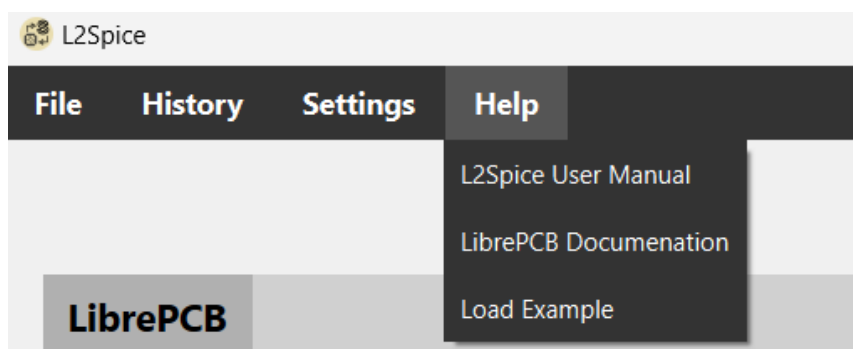 L2Spice
File History Settings Help
L2Spice User Manual
LibrePCB Documenation
Load Example
LibrePCB